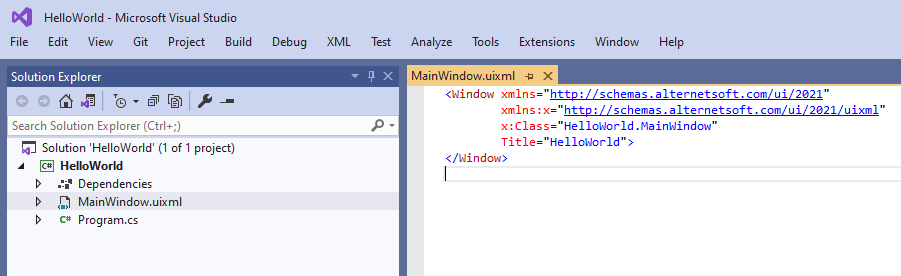 HelloWorld - Microsoft Visual Studio
File Edit View Git Project Build Debug XML Test Analyze Tools Extensions Window Help
Solution Explorer
Search Solution Explorer (Ctrl+;)
Solution 'HelloWorld' (1 of 1 project)
C# HelloWorld
Dependencies
MainWindow.uixml
C# Program.cs
MainWindow.uixml
<Window xmlns="http://schemas.alternetsoft.com/ui/2021"
xmlns:x="http://schemas.alternetsoft.com/ui/2021/uixml"
x:Class="HelloWorld.MainWindow"
Title="HelloWorld">
</Window>